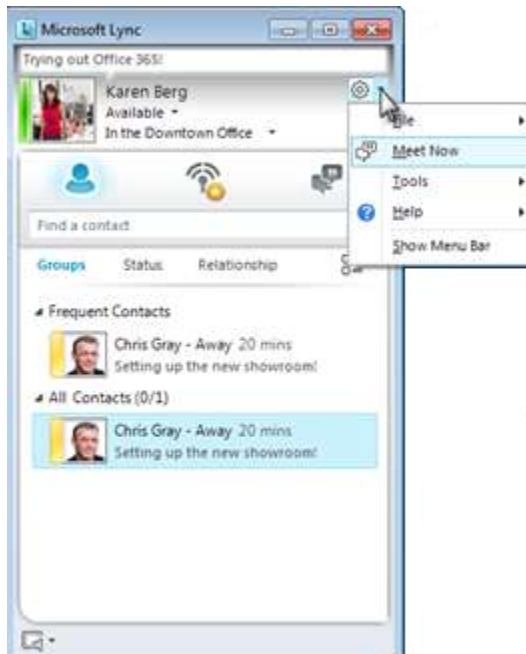 Microsoft Lync
Trying out Office 365!
Karen Berg
Available
In the Downtown Office
File
Meet Now
Tools
Help
Show Menu Bar
Find a contact
Groups Status Relationship
Frequent Contacts
Chris Gray - Away 20 mins
Setting up the new showroom!
All Contacts (0/1)
Chris Gray - Away 20 mins
Setting up the new showroom!